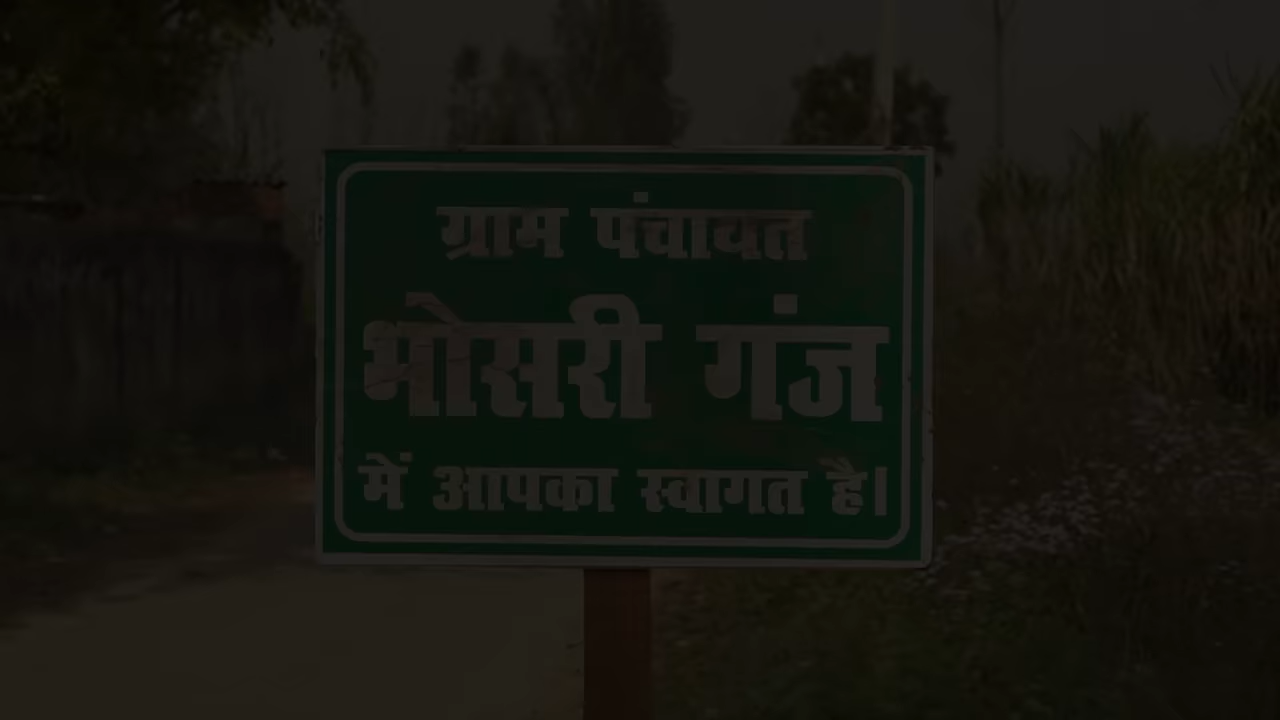 ग्राम पंचायत
भोसरी गंज
में आपका स्वागत है।